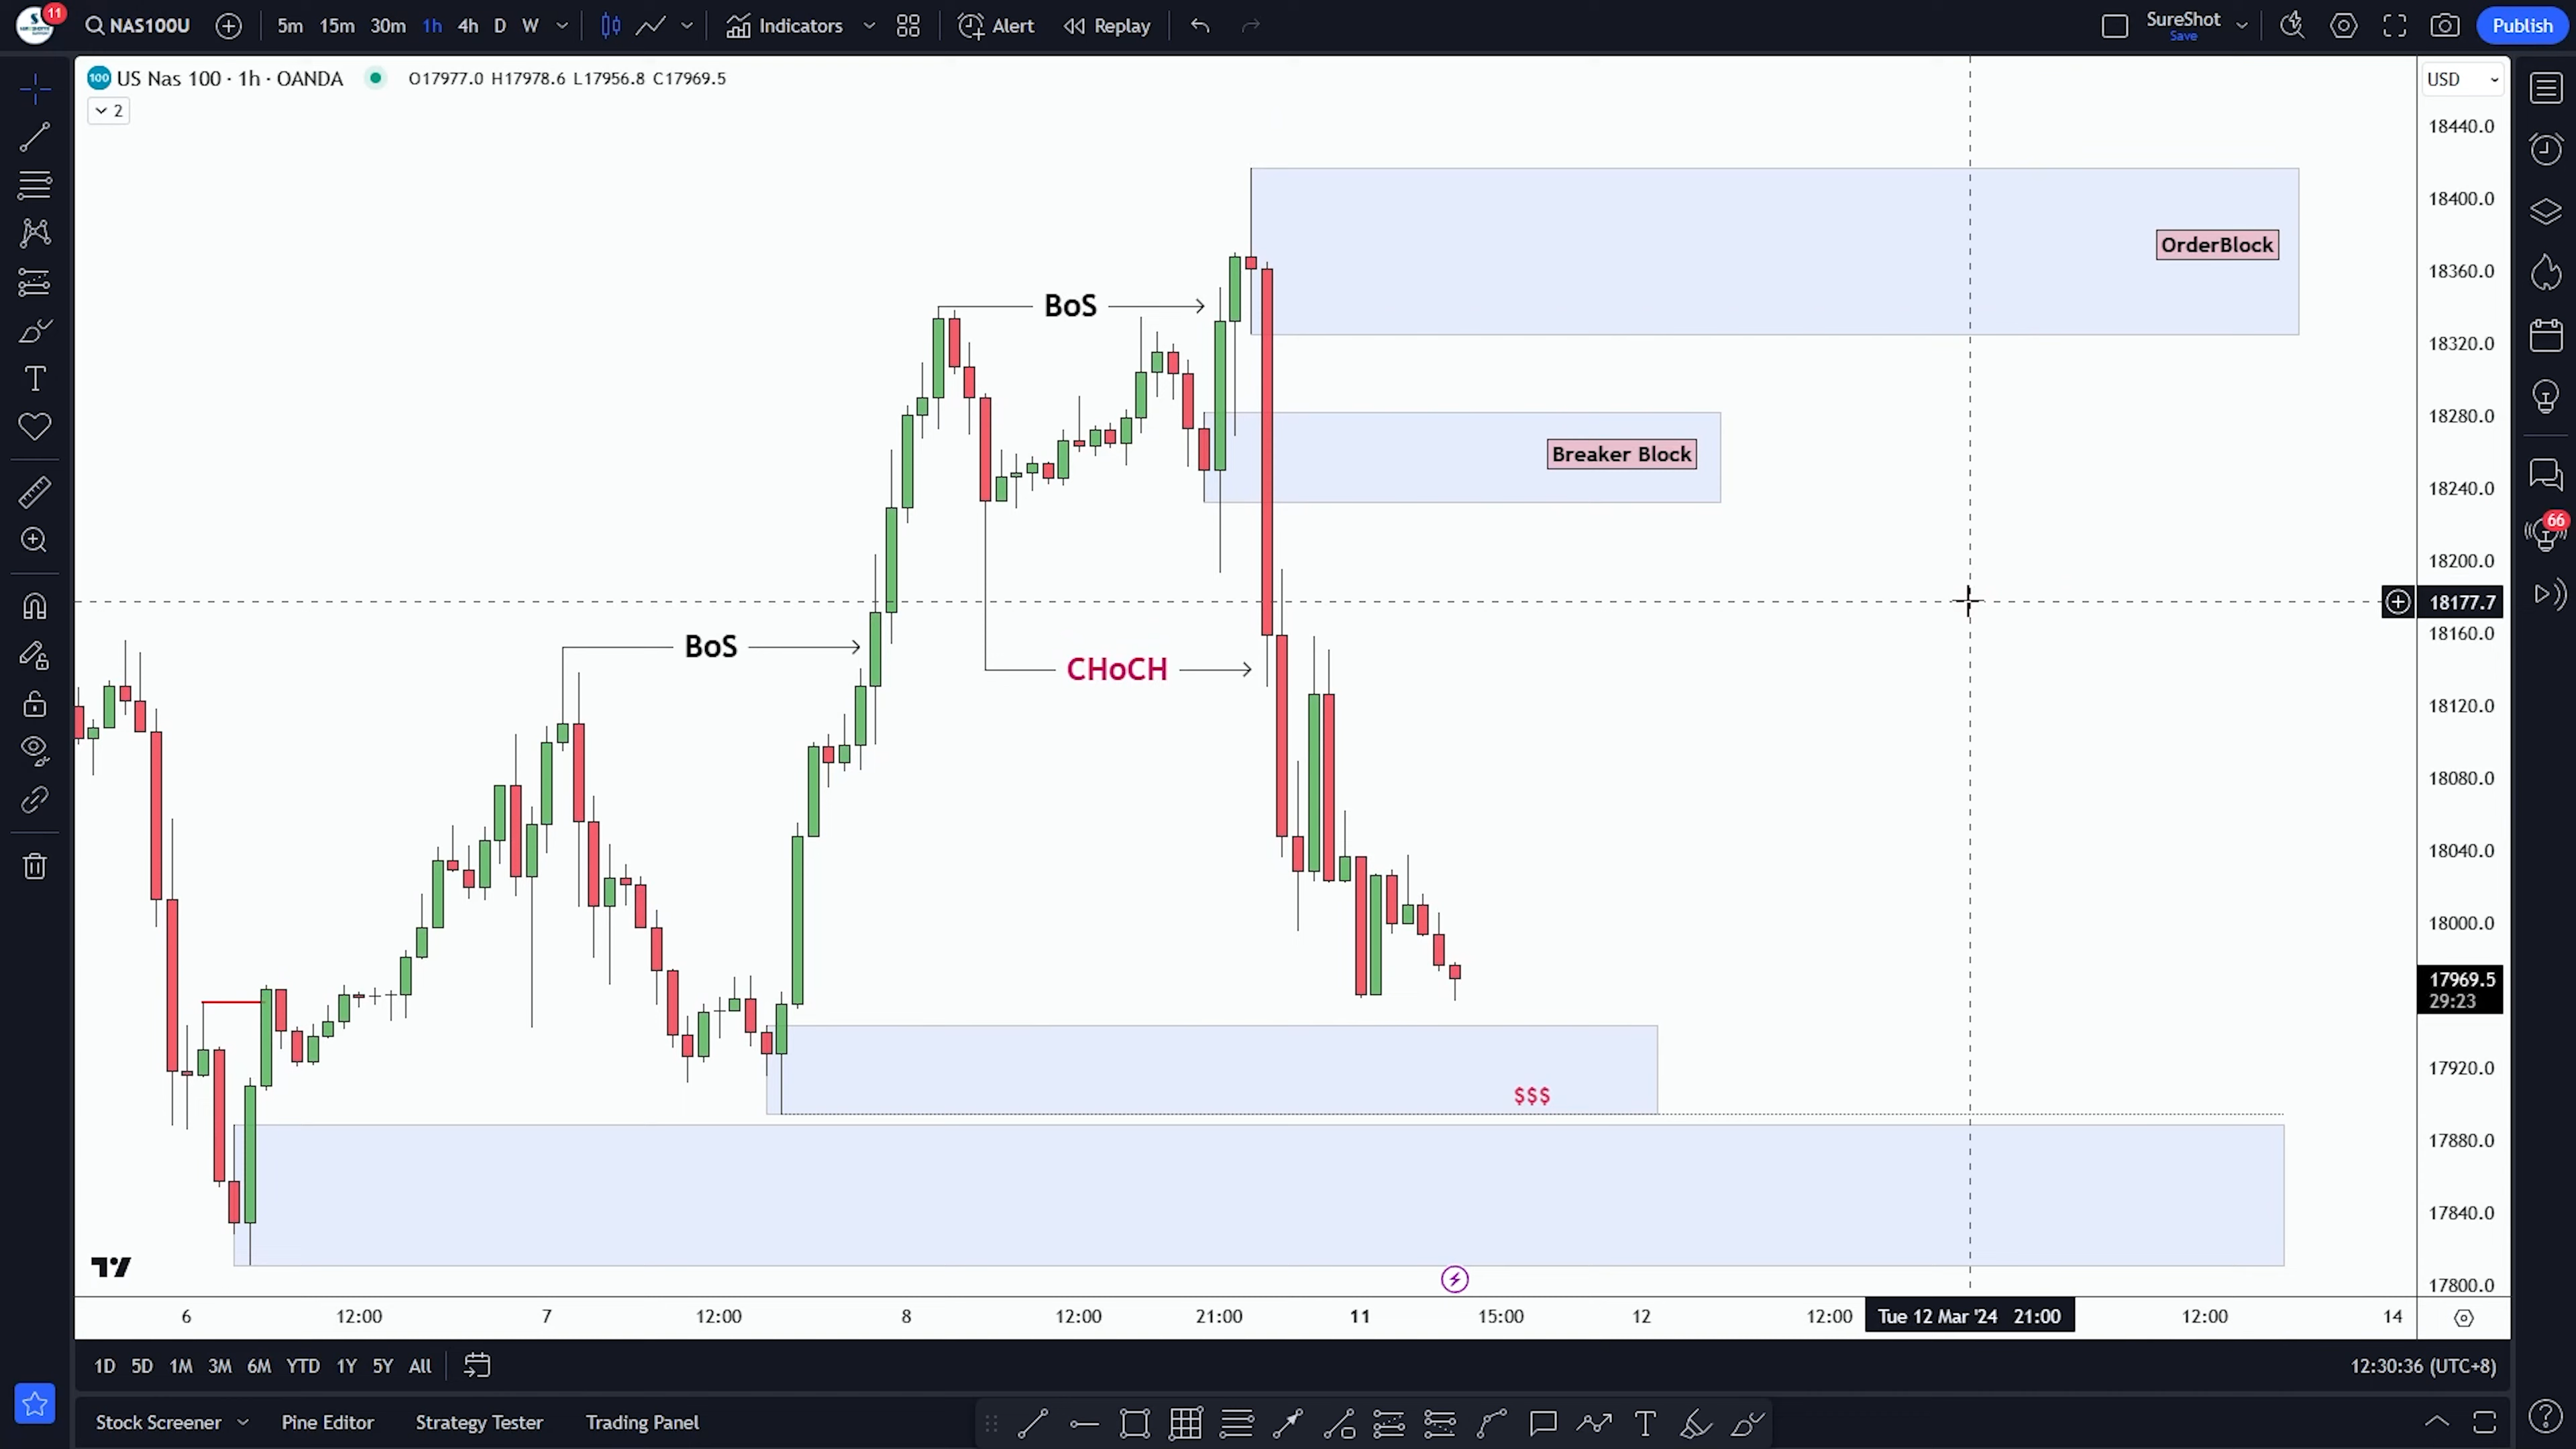 11
NAS100U
5m 15m 30m 1h 4h D W
Indicators
Alert
Replay
SureShot
Save
Publish
100 US Nas 100 · 1h · OANDA O17977.0 H17978.6 L17956.8 C17969.5
2
USD
18440.0
18400.0
OrderBlock
18360.0
BoS
18320.0
18280.0
Breaker Block
18240.0
66
18200.0
18177.7
18160.0
BoS
CHoCH
18120.0
18080.0
18040.0
18000.0
17969.5
29:23
17920.0
$$$
17880.0
17840.0
17800.0
6 12:00 7 12:00 8 12:00 21:00 11 15:00 12 12:00 Tue 12 Mar '24 21:00 12:00 14
1D 5D 1M 3M 6M YTD 1Y 5Y All
12:30:36 (UTC+8)
Stock Screener Pine Editor Strategy Tester Trading Panel